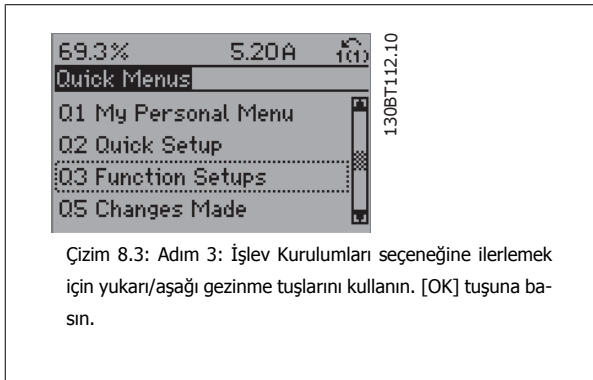 69.3% 5.20A 1(1)
Quick Menus
Q1 My Personal Menu
Q2 Quick Setup
Q3 Function Setups
Q5 Changes Made
130BT112.10
Çizim 8.3: Adım 3: İşlev Kurulumları seçeneğine ilerlemek
için yukarı/aşağı gezinme tuşlarını kullanın. [OK] tuşuna ba-
sın.